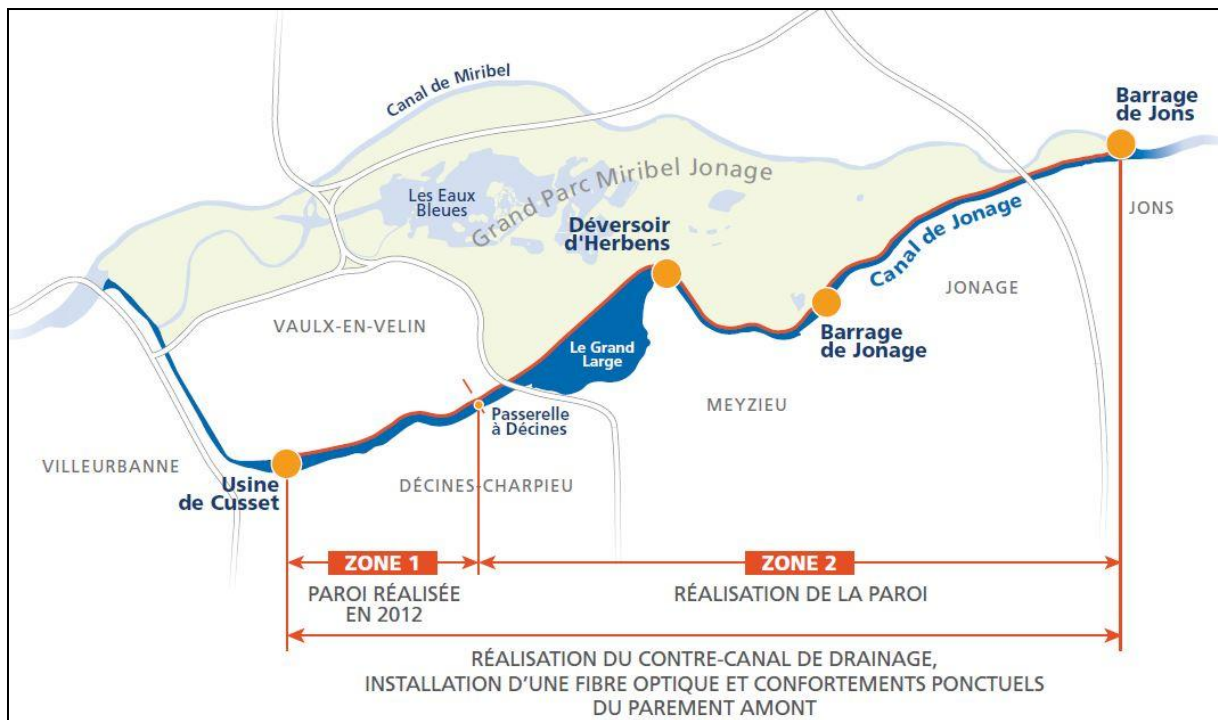 Canal de Miribel
Barrage
de Jons
Les Eaux
Bleues
Grand Parc Miribel Jonage
JONS
Déversoir
d'Herbens
Canal de Jonage
JONAGE
VAULX-EN-VELIN
Le Grand
Large
Barrage
de Jonage
MEYZIEU
Passerelle
à Décines
VILLEURBANNE
Usine
de Cusset
DÉCINES-CHARPIEU
ZONE 1
ZONE 2
PAROI RÉALISÉE
EN 2012
RÉALISATION DE LA PAROI
RÉALISATION DU CONTRE-CANAL DE DRAINAGE,
INSTALLATION D'UNE FIBRE OPTIQUE ET CONFORTEMENTS PONCTUELS
DU PAREMENT AMONT